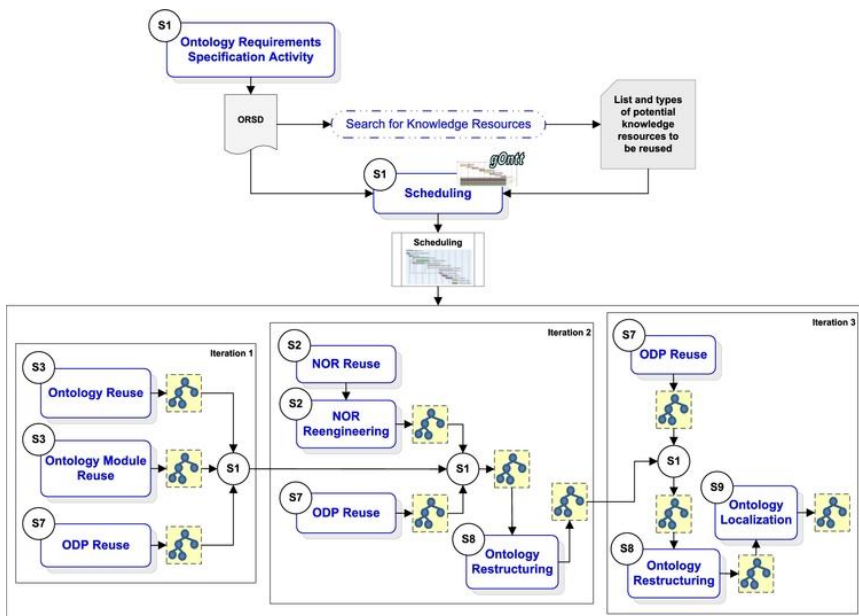 S1
Ontology Requirements
Specification Activity
ORSD
Search for Knowledge Resources
List and types
of potential
knowledge
resources to
be reused
gOntt
S1
Scheduling
Scheduling
Iteration 1
S3
Ontology Reuse
S3
Ontology Module
Reuse
S1
S7
ODP Reuse
Iteration 2
S2
NOR Reuse
S2
NOR
Reengineering
S1
S7
ODP Reuse
S8
Ontology
Restructuring
Iteration 3
S7
ODP Reuse
S1
S9
Ontology
Localization
S8
Ontology
Restructuring